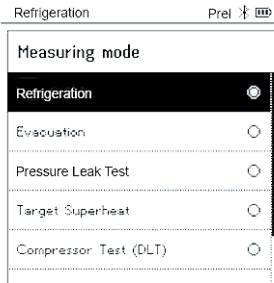 Refrigeration Prel
Measuring mode
Refrigeration
Evacuation
Pressure Leak Test
Target Superheat
Compressor Test (DLT)